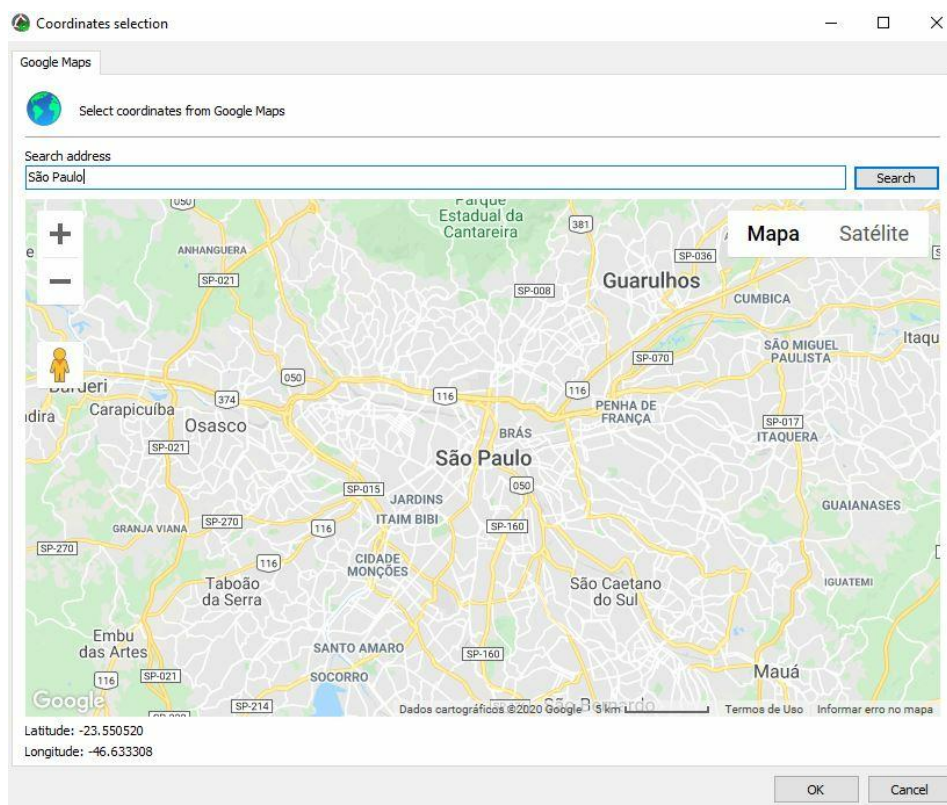 Coordinates selection
Google Maps
Select coordinates from Google Maps
Search address
São Paulo
Search
050
Parque
Estadual da
Cantareira
381
Mapa
Satélite
ANHANGUERA
SP-036
SP-021
SP-008
Guarulhos
CUMBICA
SÃO MIGUEL
PAULISTA
Itaqu
SP-070
050
374
116
116
Carapicuíba
Osasco
PENHA DE
FRANÇA
SP-017
ITAQUERA
BRÁS
SP-021
São Paulo
SP-015
050
JARDINS
ITAIM BIBI
GUAIANASES
GRANJA VIANA
SP-270
116
SP-160
SP-270
116
CIDADE
MONÇÕES
Taboão
da Serra
São Caetano
do Sul
IGUATEMI
Embu
das Artes
SANTO AMARO
SP-160
SOCORRO
Mauá
116
SP-021
Google
SP-214
Dados cartográficos ©2020 Google
5 km
Termos de Uso
Informar erro no mapa
Latitude: -23.550520
Longitude: -46.633308
OK
Cancel